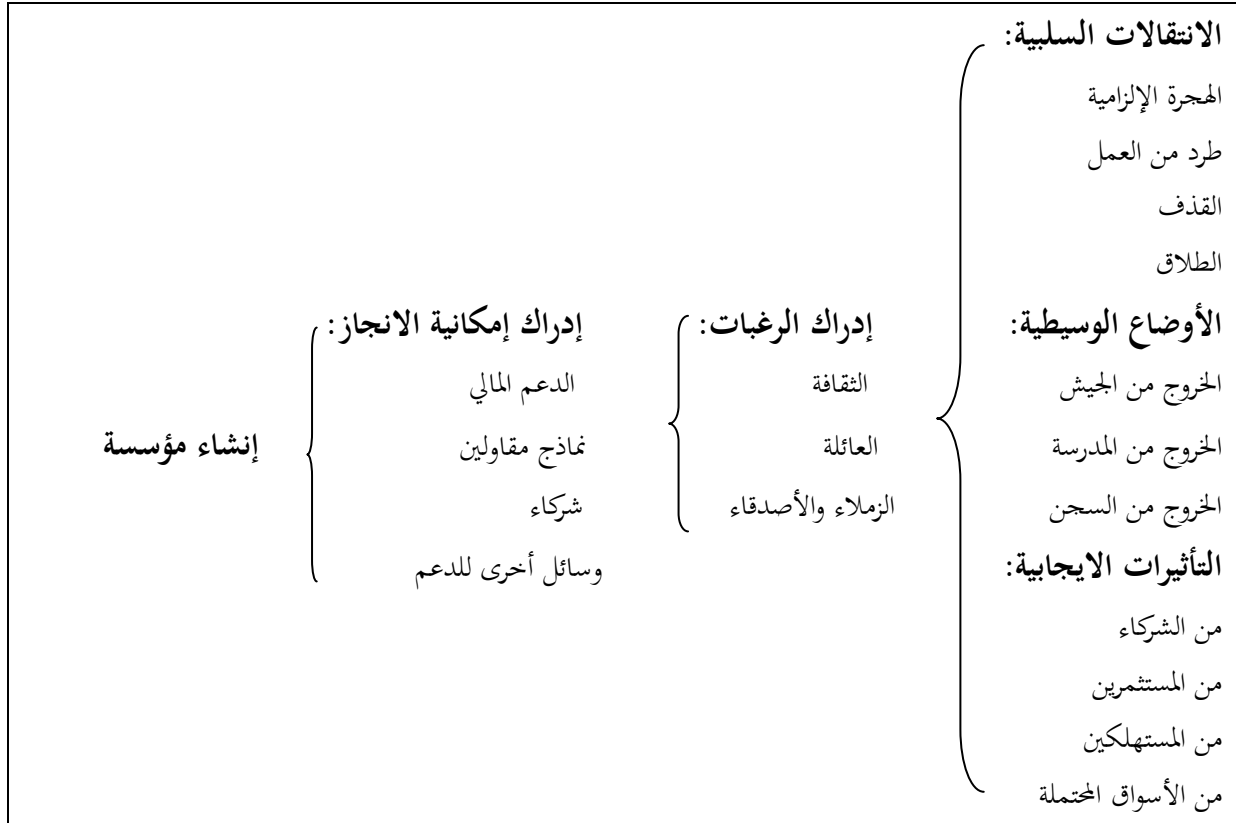 الانتقالات السلبية:
الهجرة الإلزامية
طرد من العمل
القذف
الطلاق
الأوضاع الوسيطية:
الخروج من الجيش
الخروج من المدرسة
الخروج من السجن
التأثيرات الايجابية:
من الشركاء
من المستثمرين
من المستهلكين
من الأسواق المحتملة
إدراك الرغبات:
الثقافة
العائلة
الزملاء والأصدقاء
إدراك إمكانية الانجاز:
الدعم المالي
نماذج مقاولين
شركاء
وسائل أخرى للدعم
إنشاء مؤسسة